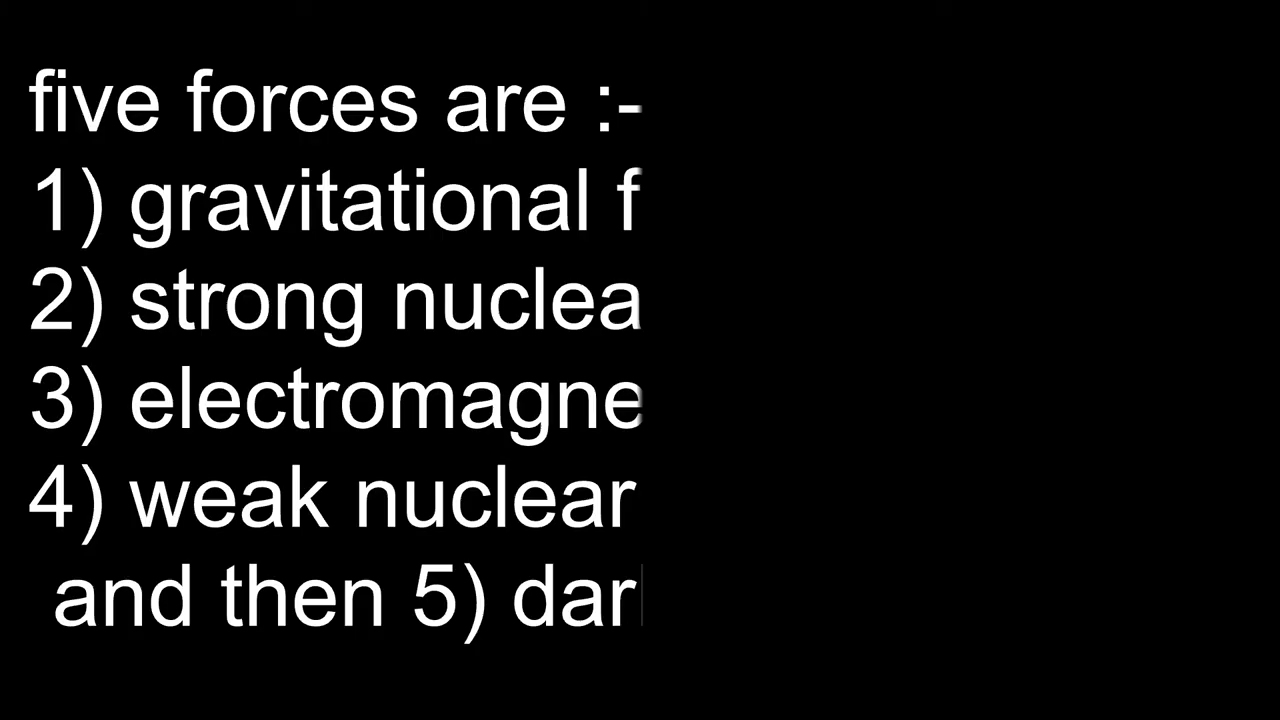 five forces are :-
1) gravitational f
2) strong nuclea
3) electromagne
4) weak nuclear
and then 5) dar